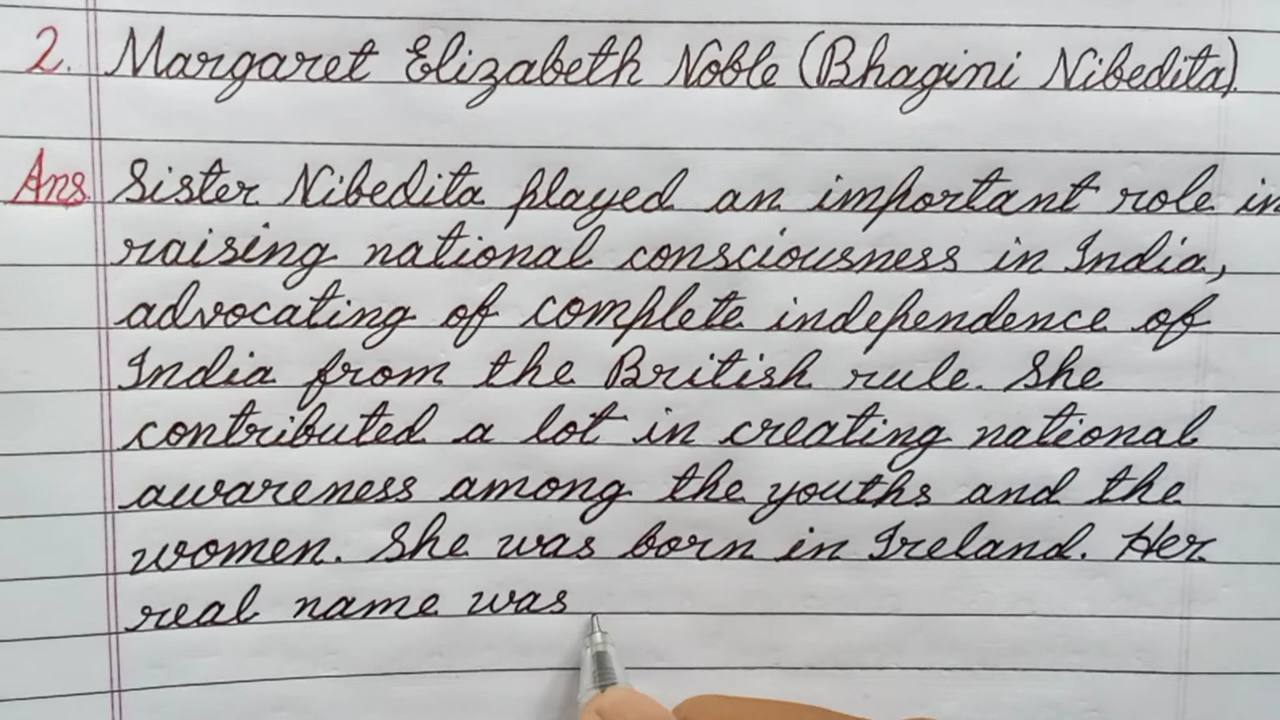 2. Margaret Elizabeth Noble (Bhagini Nibedita).
Ans Sister Nibedita played an important role in
raising national consciousness in India,
advocating of complete independence of
India from the British rule. She
contributed a lot in creating national
awareness among the youths and the
women. She was born in Ireland. Her
real name was